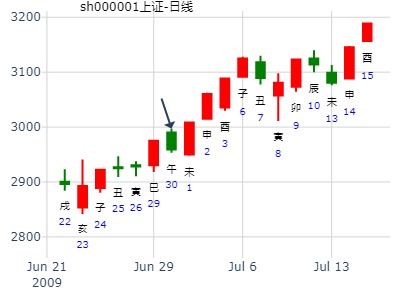 sh000001上证-日线
3200
3100
3000
2900
2800
戌
22
亥
23
子
24
丑
25
寅
26
巳
29
午
30
未
1
申
2
酉
3
子
6
丑
7
寅
8
卯
9
辰
10
未
13
申
14
酉
15
Jun 21
2009
Jun 29
Jul 6
Jul 13